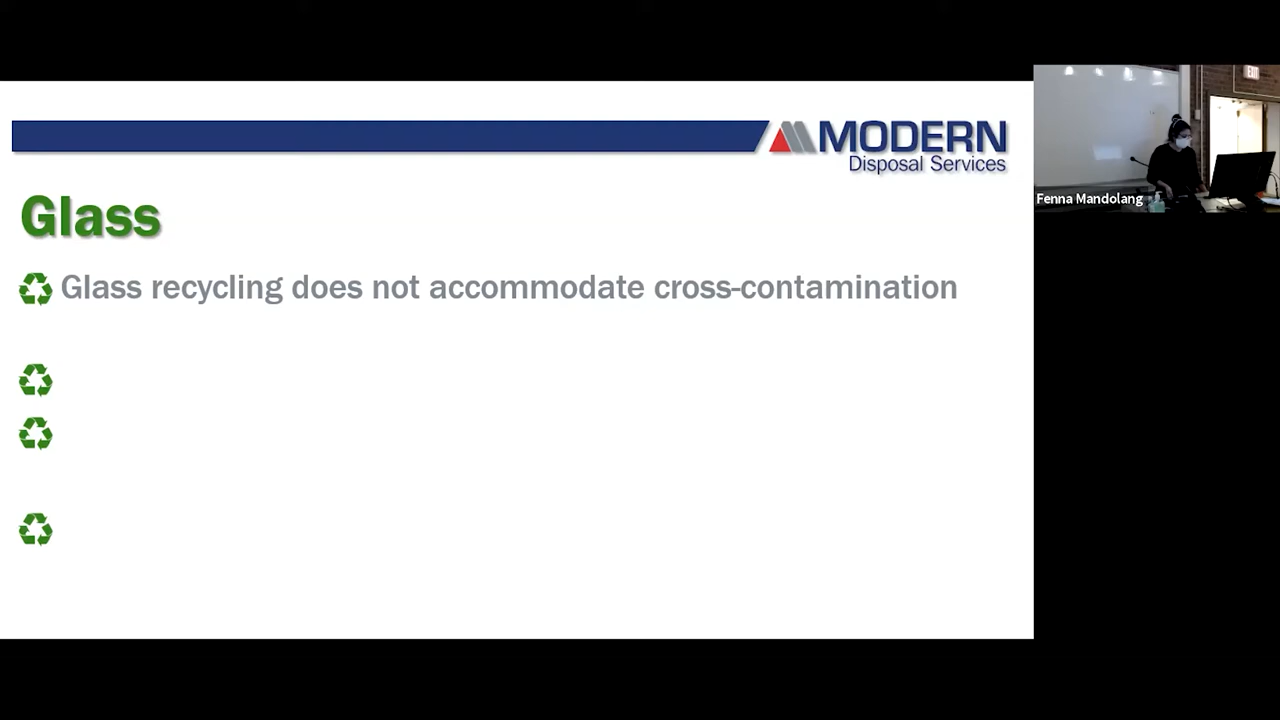 MODERN
Disposal Services
EXIT
Glass
Fenna Mandolang
Glass recycling does not accommodate cross-contamination